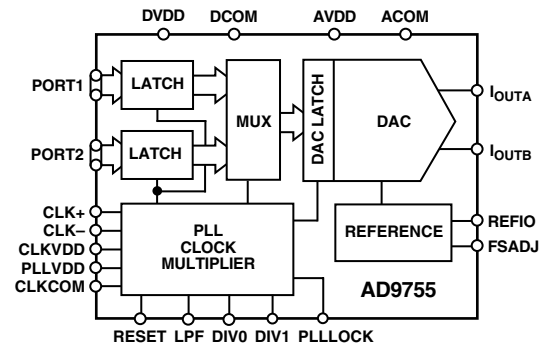 DVDD DCOM AVDD ACOM
PORT1
LATCH
PORT2
LATCH
MUX
DAC LATCH
DAC
IOUTA
IOUTB
CLK+
CLK–
CLKVDD
PLLVDD
CLKCOM
PLL
CLOCK
MULTIPLIER
REFERENCE
REFIO
FSADJ
AD9755
RESET LPF DIV0 DIV1 PLLLOCK